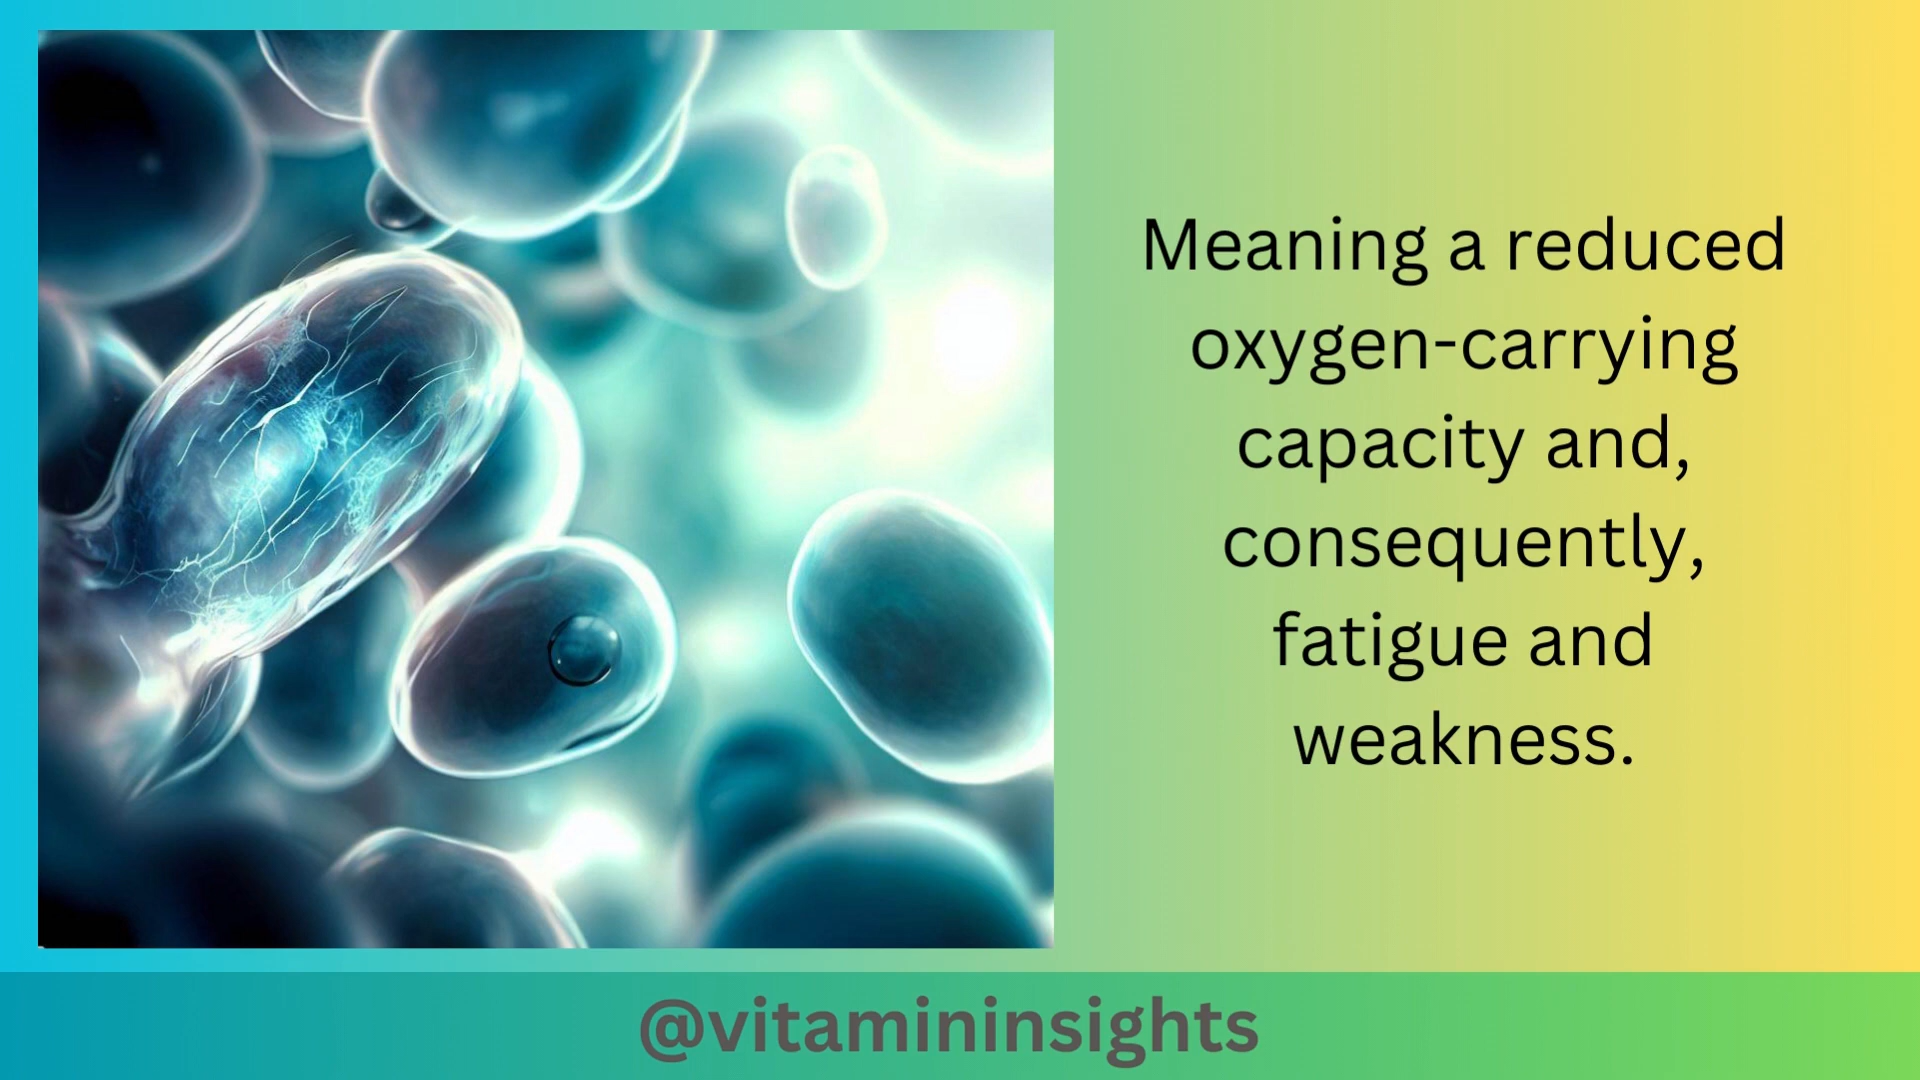 Meaning a reduced
oxygen-carrying
capacity and,
consequently,
fatigue and
weakness.
@vitamininsights